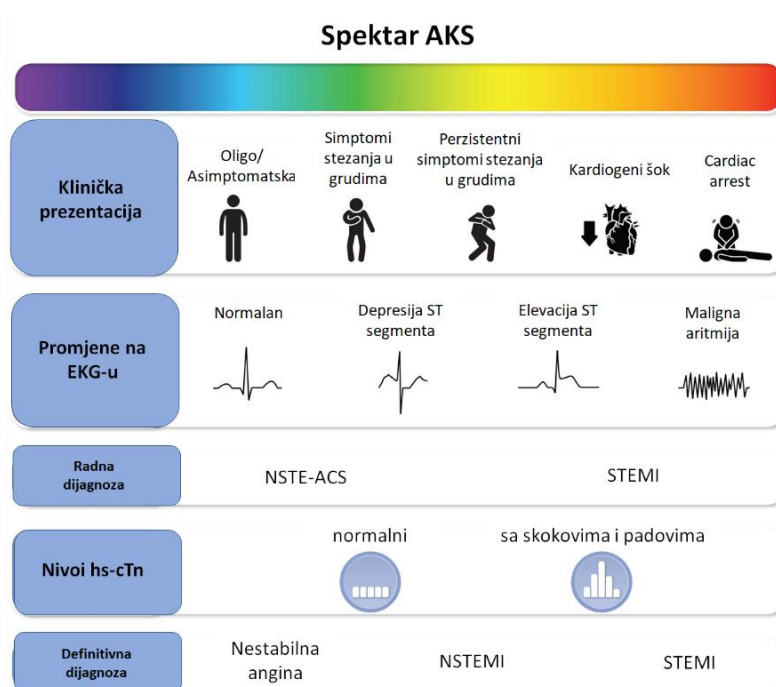 Spektar AKS
Klinička
prezentacija
Oligo/
Asimptomatska
Simptomi
stezanja u
grudima
Perzistentni
simptomi stezanja
u grudima
Kardiogeni šok
Cardiac
arrest
Promjene na
EKG-u
Normalan
Depresija ST
segmenta
Elevacija ST
segmenta
Maligna
aritmija
Radna
dijagnoza
NSTE-ACS
STEMI
Nivoi hs-cTn
normalni
sa skokovima i padovima
Definitivna
dijagnoza
Nestabilna
angina
NSTEMI
STEMI